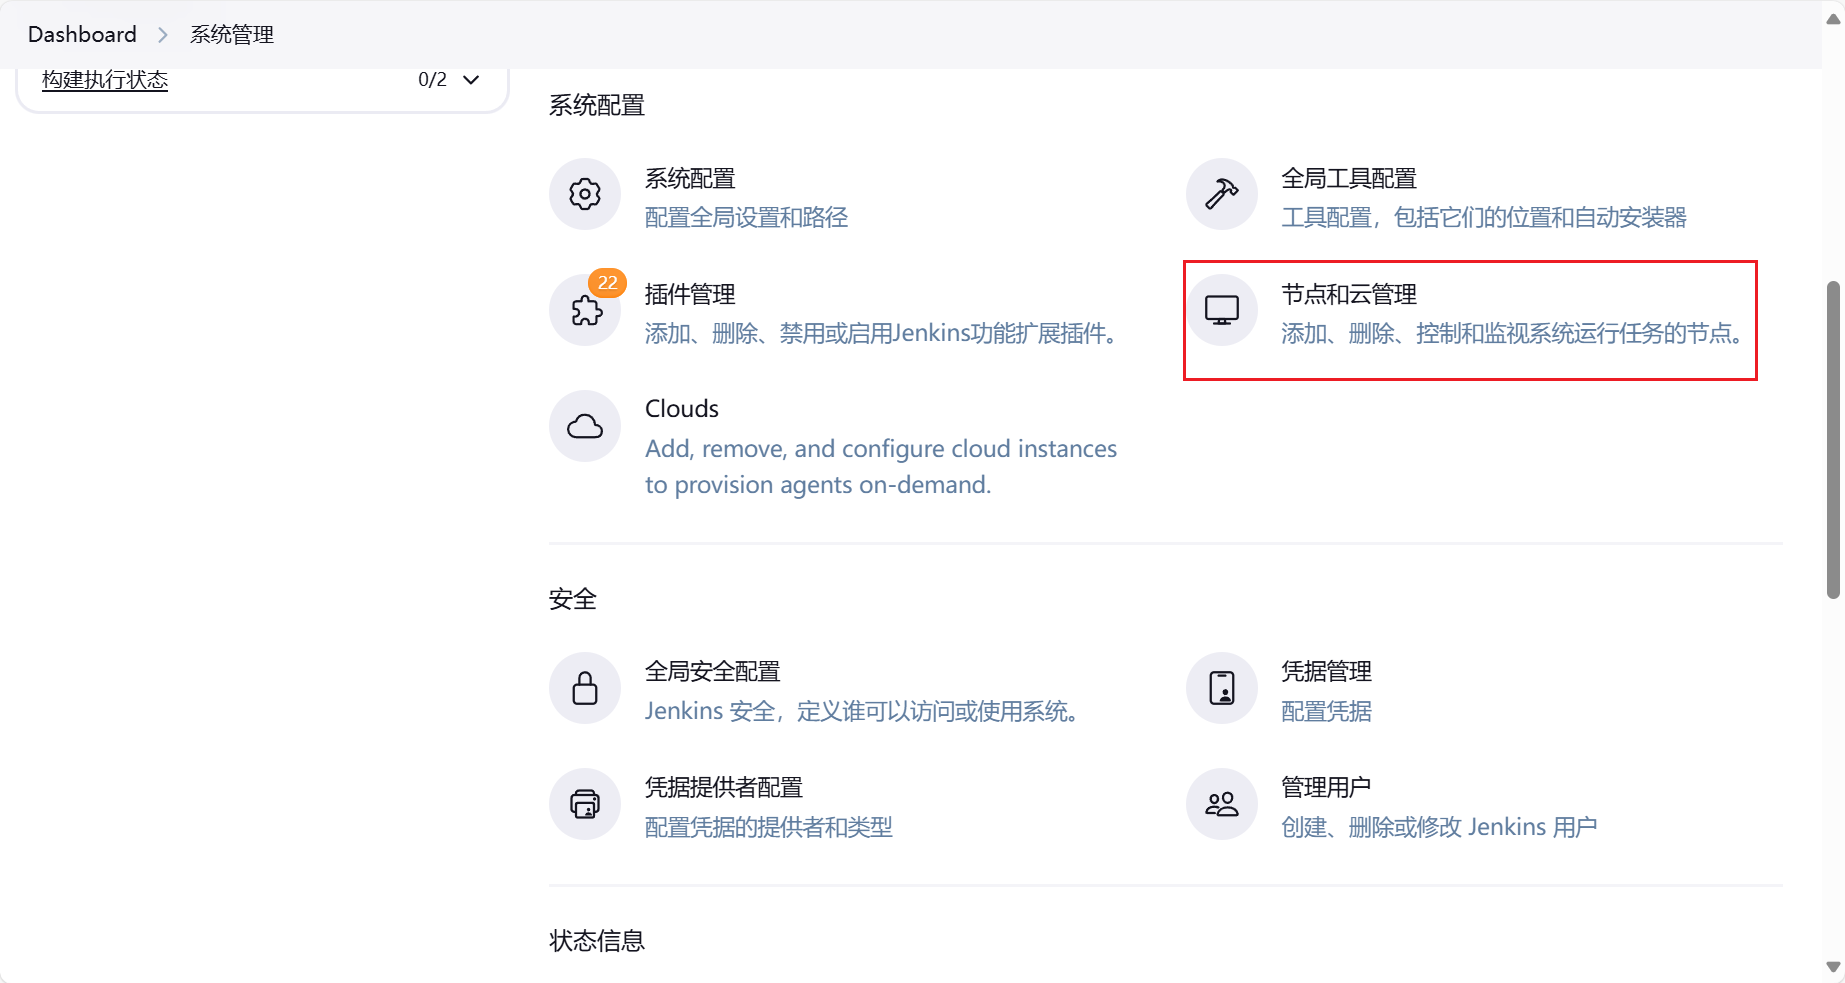 Dashboard 系统管理
构建执行状态 0/2
系统配置
系统配置
配置全局设置和路径
全局工具配置
工具配置，包括它们的位置和自动安装器
22
插件管理
添加、删除、禁用或启用Jenkins功能扩展插件。
节点和云管理
添加、删除、控制和监视系统运行任务的节点。
Clouds
Add, remove, and configure cloud instances
to provision agents on-demand.
安全
全局安全配置
Jenkins 安全，定义谁可以访问或使用系统。
凭据管理
配置凭据
凭据提供者配置
配置凭据的提供者和类型
管理用户
创建、删除或修改 Jenkins 用户
状态信息